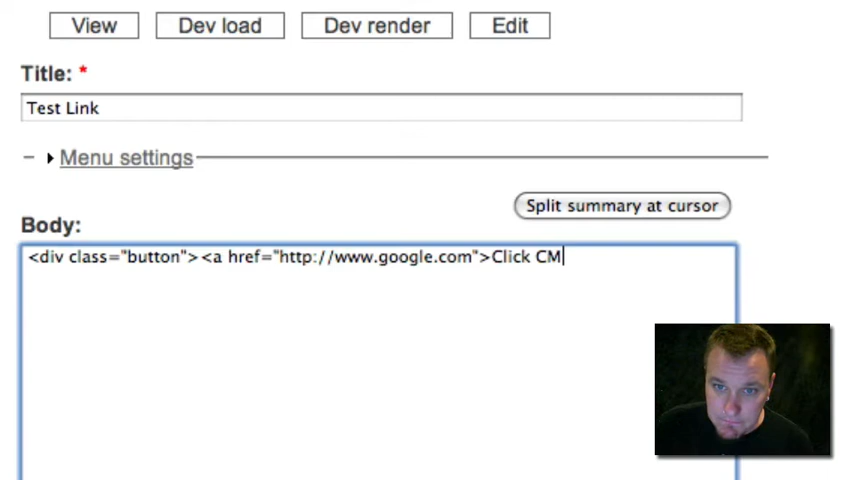 View Dev load Dev render Edit
Title: *
Test Link
Menu settings
Split summary at cursor
Body:
<div class="button"><a href="http://www.google.com">Click CM